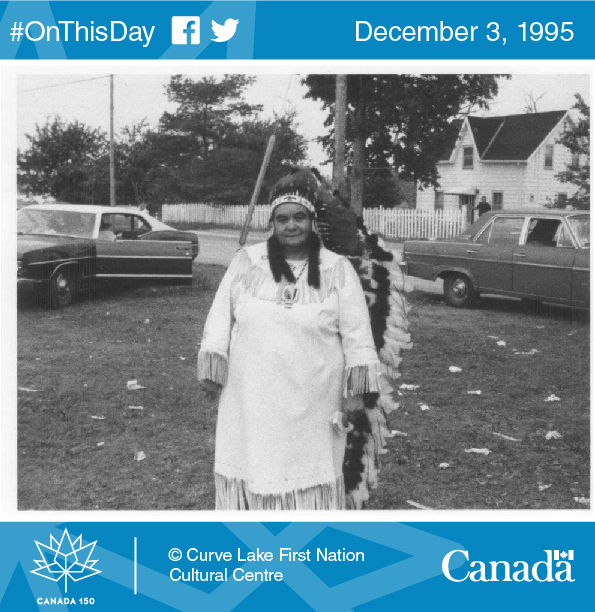 #OnThisDay
December 3, 1995
CANADA 150
© Curve Lake First Nation
Cultural Centre
Canada